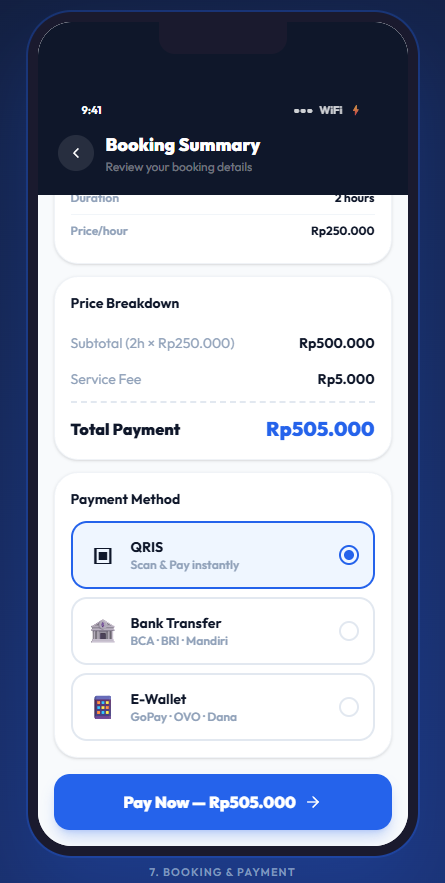 9:41
WiFi
Booking Summary
Review your booking details
Duration 2 hours
Price/hour Rp250.000
Price Breakdown
Subtotal (2h × Rp250.000) Rp500.000
Service Fee Rp5.000
Total Payment Rp505.000
Payment Method
QRIS
Scan & Pay instantly
Bank Transfer
BCA · BRI · Mandiri
E-Wallet
GoPay · OVO · Dana
Pay Now — Rp505.000 →
7. BOOKING & PAYMENT